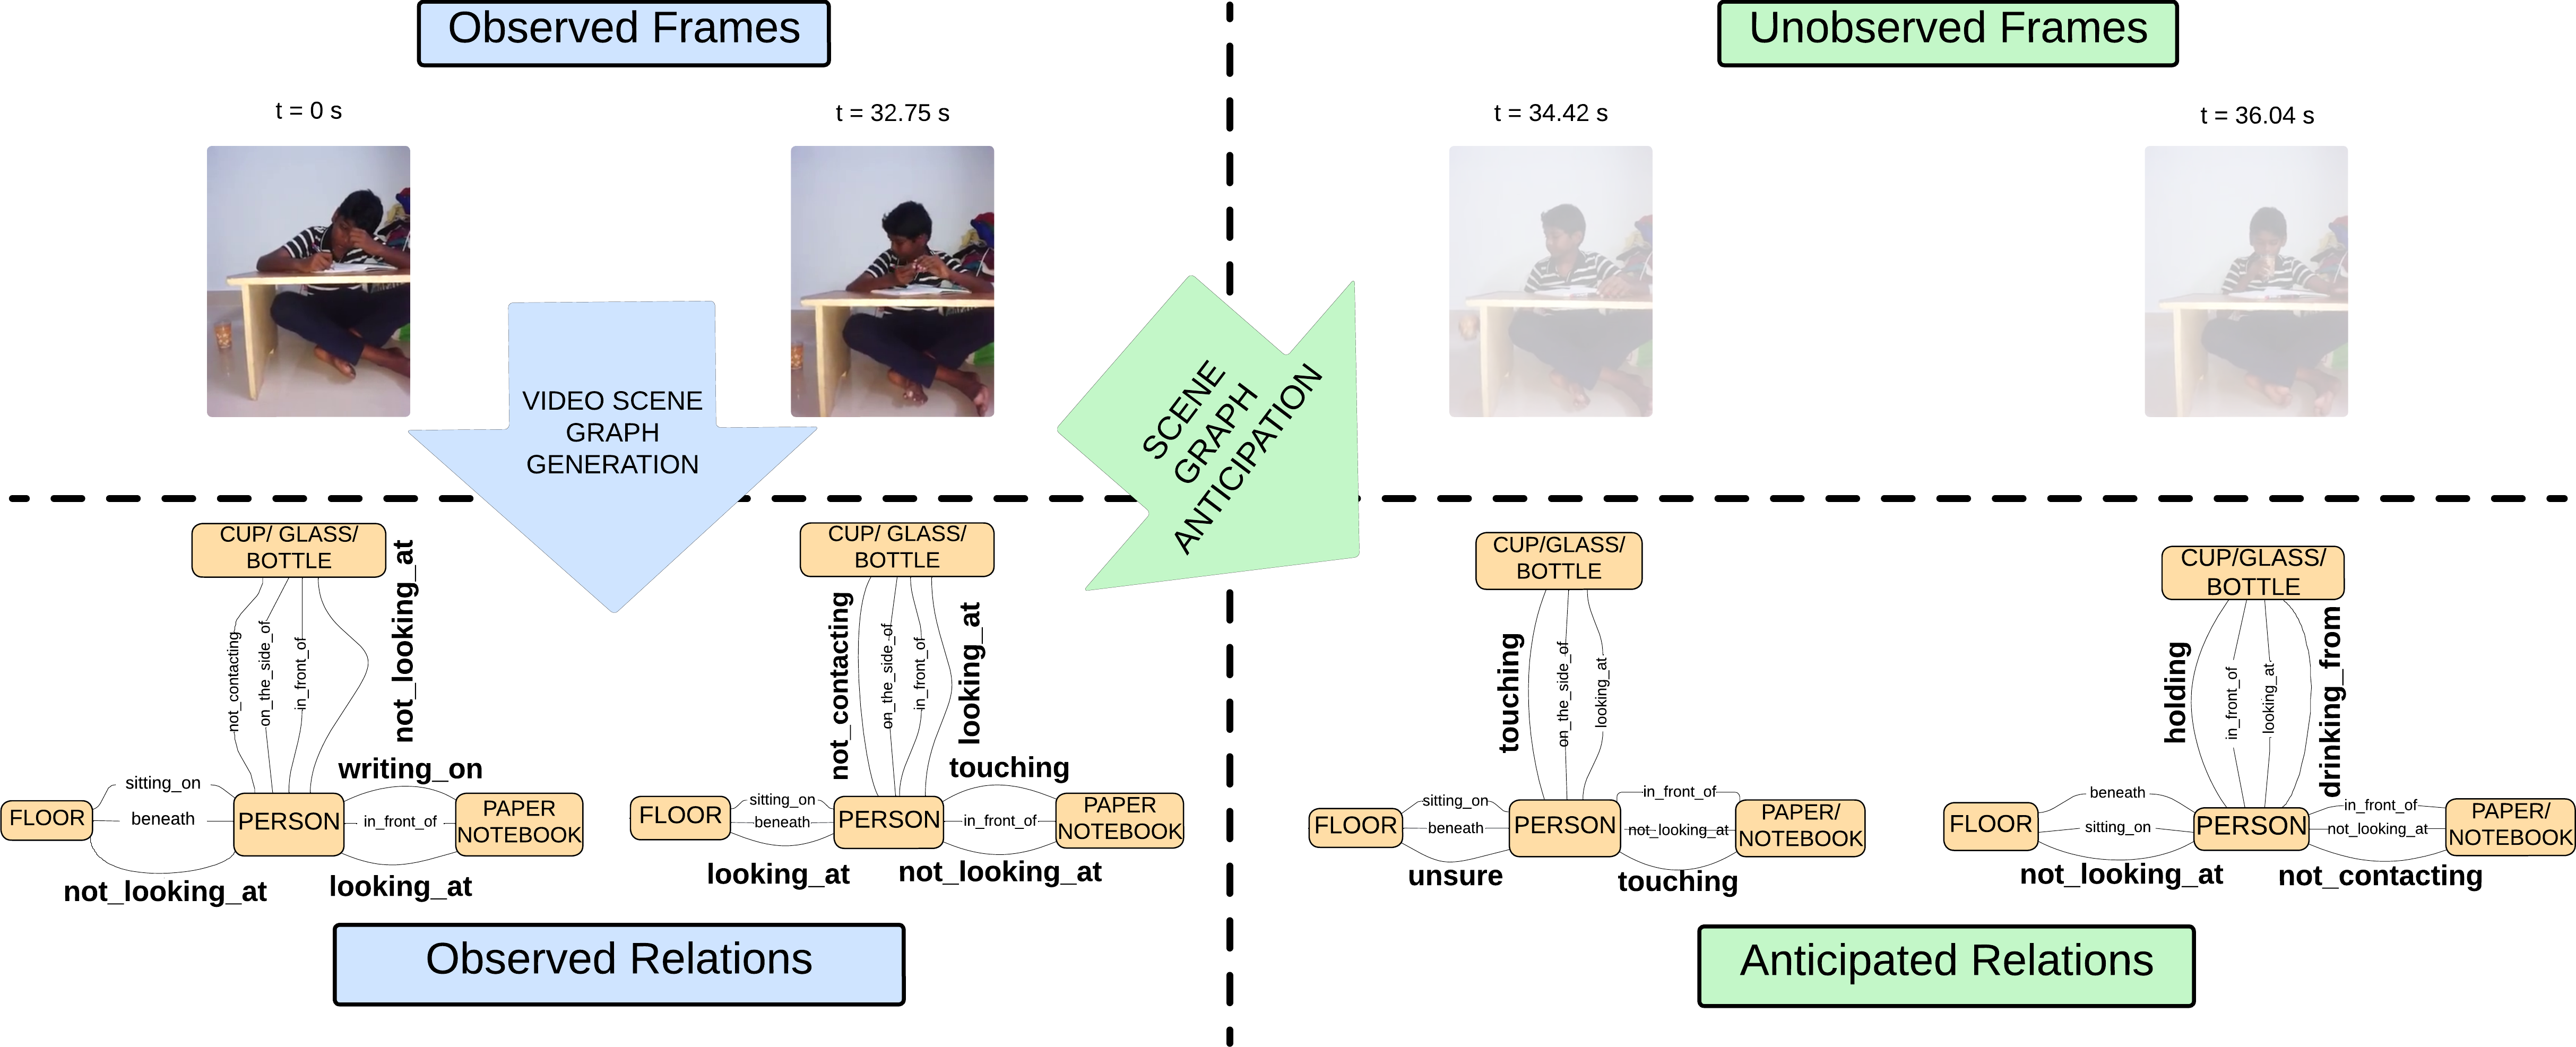 Observed Frames
Unobserved Frames
t = 0 s
t = 32.75 s
t = 34.42 s
t = 36.04 s
VIDEO SCENE
GRAPH
GENERATION
SCENE
GRAPH
ANTICIPATION
CUP/ GLASS/
BOTTLE
not_contacting
on_the_side_of
in_front_of
not_looking_at
FLOOR
sitting_on
beneath
not_looking_at
PERSON
writing_on
in_front_of
looking_at
PAPER
NOTEBOOK
CUP/ GLASS/
BOTTLE
not_contacting
on_the_side_of
in_front_of
looking_at
FLOOR
sitting_on
beneath
looking_at
PERSON
touching
in_front_of
not_looking_at
PAPER
NOTEBOOK
CUP/GLASS/
BOTTLE
touching
on_the_side_of
looking_at
FLOOR
sitting_on
beneath
unsure
PERSON
in_front_of
not_looking_at
touching
PAPER/
NOTEBOOK
CUP/GLASS/
BOTTLE
holding
in_front_of
looking_at
drinking_from
FLOOR
beneath
sitting_on
not_looking_at
PERSON
in_front_of
not_looking_at
not_contacting
PAPER/
NOTEBOOK
Observed Relations
Anticipated Relations